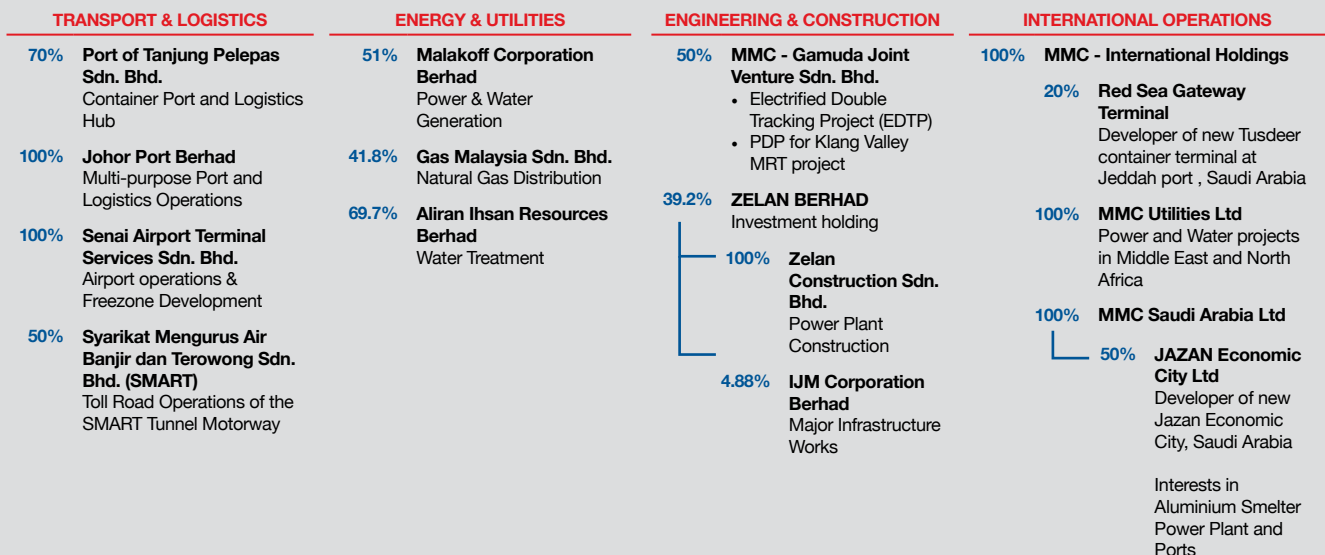 TRANSPORT & LOGISTICS
70% Port of Tanjung Pelepas
Sdn. Bhd.
Container Port and Logistics
Hub
100% Johor Port Berhad
Multi-purpose Port and
Logistics Operations
100% Senai Airport Terminal
Services Sdn. Bhd.
Airport operations &
Freezone Development
50% Syarikat Mengurus Air
Banjir dan Terowong Sdn.
Bhd. (SMART)
Toll Road Operations of the
SMART Tunnel Motorway
ENERGY & UTILITIES
51% Malakoff Corporation
Berhad
Power & Water
Generation
41.8% Gas Malaysia Sdn. Bhd.
Natural Gas Distribution
69.7% Aliran Ihsan Resources
Berhad
Water Treatment
ENGINEERING & CONSTRUCTION
50% MMC - Gamuda Joint
Venture Sdn. Bhd.
• Electrified Double
Tracking Project (EDTP)
• PDP for Klang Valley
MRT project
39.2% ZELAN BERHAD
Investment holding
100% Zelan
Construction Sdn.
Bhd.
Power Plant
Construction
4.88% IJM Corporation
Berhad
Major Infrastructure
Works
INTERNATIONAL OPERATIONS
100% MMC - International Holdings
20% Red Sea Gateway
Terminal
Developer of new Tusdeer
container terminal at
Jeddah port , Saudi Arabia
100% MMC Utilities Ltd
Power and Water projects
in Middle East and North
Africa
100% MMC Saudi Arabia Ltd
50% JAZAN Economic
City Ltd
Developer of new
Jazan Economic
City, Saudi Arabia
Interests in
Aluminium Smelter
Power Plant and
Ports